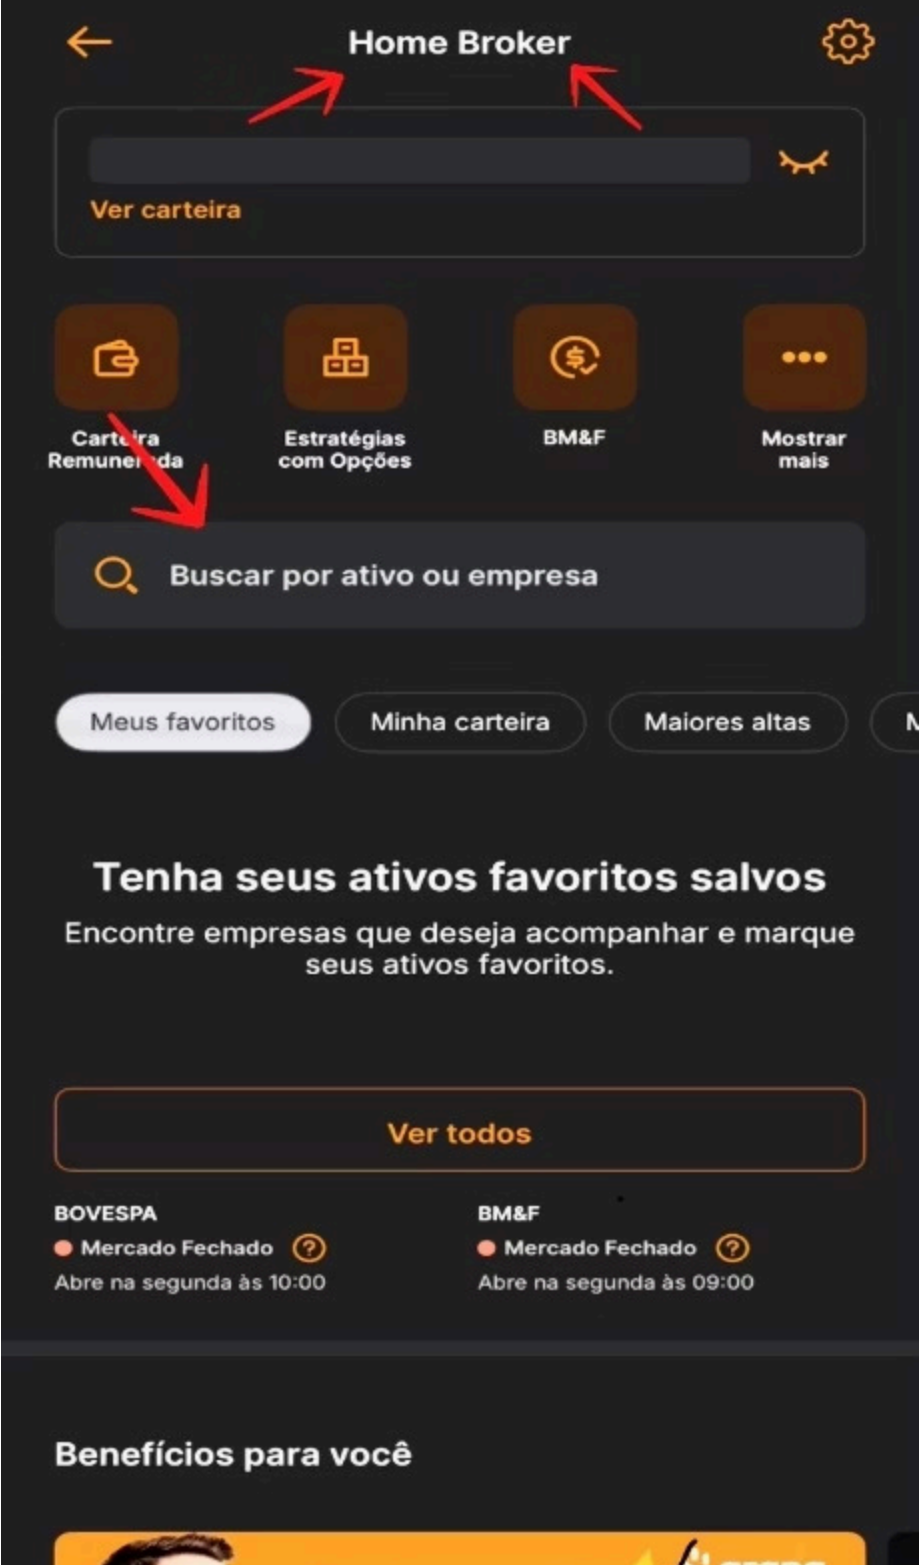 Home Broker
Ver carteira
Carteira
Remunerada
Estratégias
com Opções
BM&F
Mostrar
mais
Buscar por ativo ou empresa
Meus favoritos
Minha carteira
Maiores altas
Tenha seus ativos favoritos salvos
Encontre empresas que deseja acompanhar e marque
seus ativos favoritos.
Ver todos
BOVESPA
Mercado Fechado ?
Abre na segunda às 10:00
BM&F
Mercado Fechado ?
Abre na segunda às 09:00
Benefícios para você